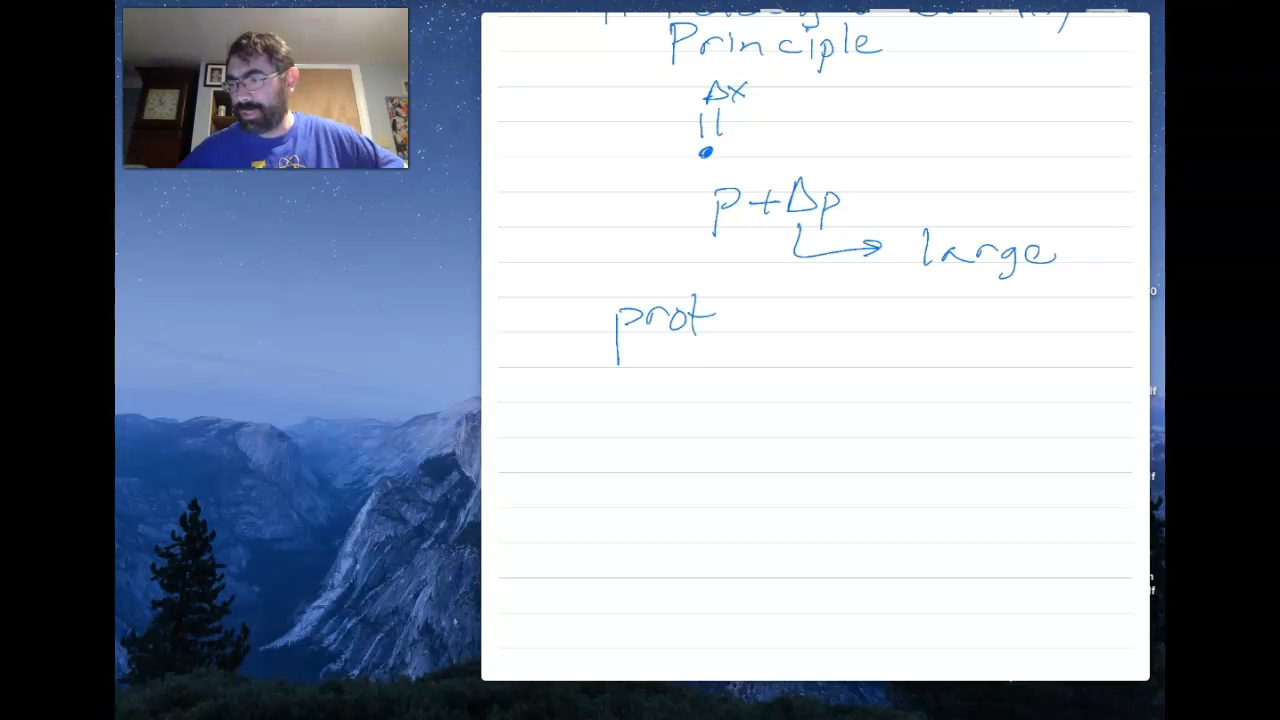 Principle
Δx
p + Δp
large
prot